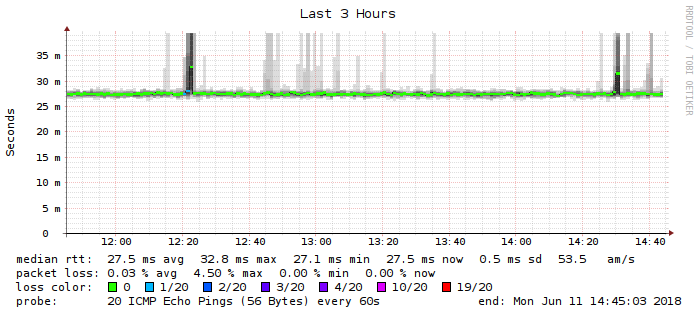 Last 3 Hours
RRDTOOL / TOBI OETIKER
Seconds
35 m
30 m
25 m
20 m
15 m
10 m
5 m
0
12:00 12:20 12:40 13:00 13:20 13:40 14:00 14:20 14:40
median rtt: 27.5 ms avg 32.8 ms max 27.1 ms min 27.5 ms now 0.5 ms sd 53.5 am/s
packet loss: 0.03 % avg 4.50 % max 0.00 % min 0.00 % now
loss color: 0 1/20 2/20 3/20 4/20 10/20 19/20
probe: 20 ICMP Echo Pings (56 Bytes) every 60s end: Mon Jun 11 14:45:03 2018